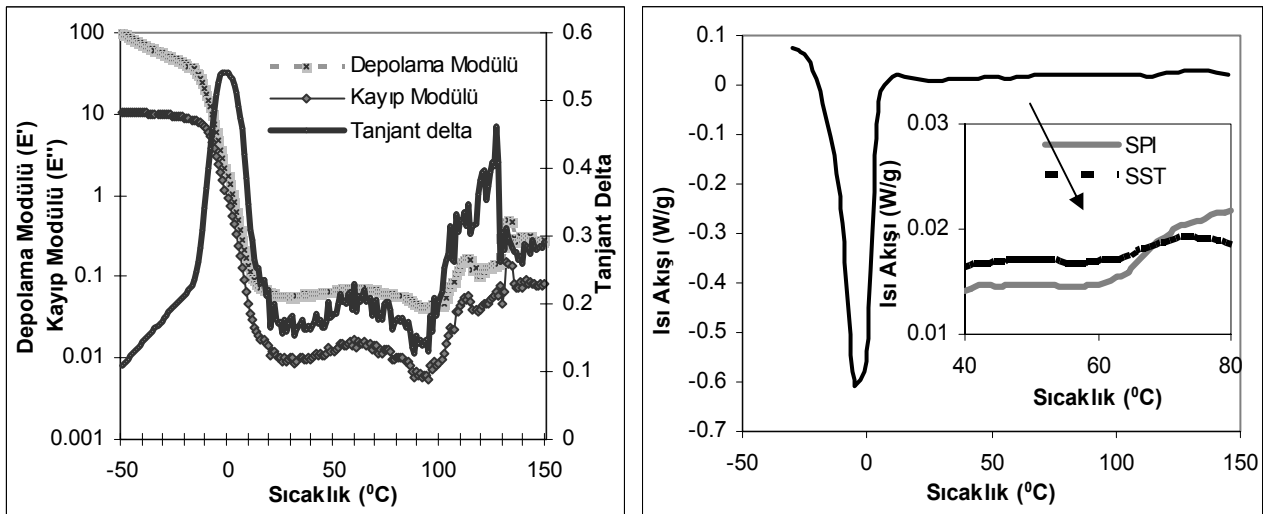 100
10
1
0.1
0.01
0.001
0.6
0.5
0.4
0.3
0.2
0.1
0
Depolama Modülü
Kayıp Modülü
Tanjant delta
Depolama Modülü (E')
Kayıp Modülü (E'')
Tanjant Delta
-50
0
50
100
150
Sıcaklık (⁰C)
0.1
0
-0.1
-0.2
-0.3
-0.4
-0.5
-0.6
-0.7
Isı Akışı (W/g)
-50
0
50
100
150
Sıcaklık (⁰C)
0.03
0.02
0.01
SPI
SST
Isı Akışı (W/g)
40
60
80
Sıcaklık (⁰C)